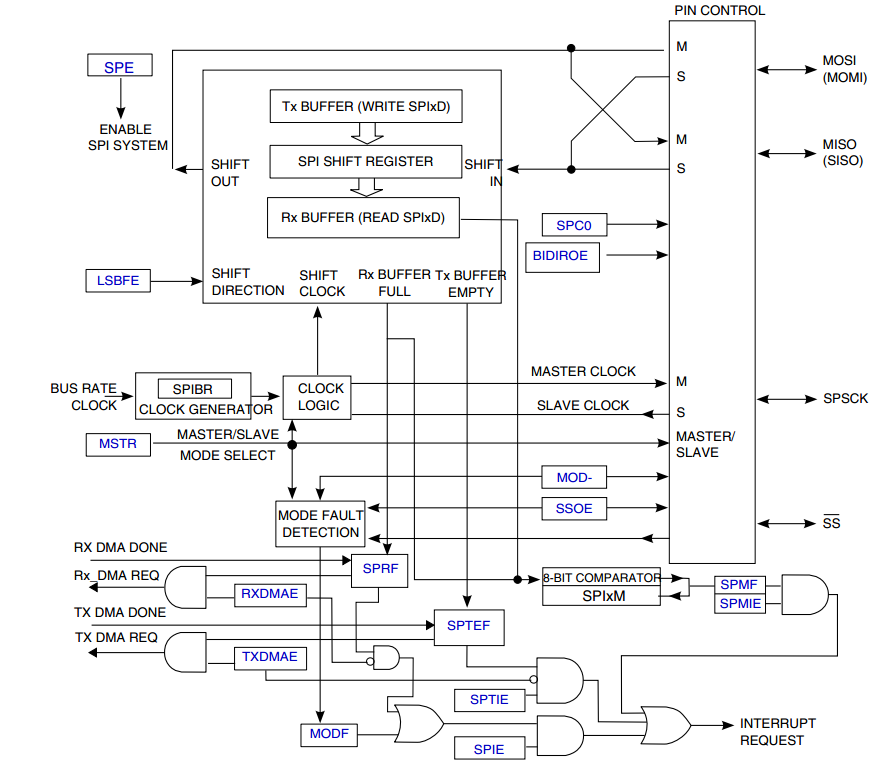 PIN CONTROL
SPE
ENABLE
SPI SYSTEM
M
S
M
S
MOSI
(MOMI)
MISO
(SISO)
Tx BUFFER (WRITE SPIxD)
SPI SHIFT REGISTER
Rx BUFFER (READ SPIxD)
SHIFT
OUT
SHIFT
IN
SPC0
BIDIROE
LSBFE
SHIFT
DIRECTION
SHIFT
CLOCK
Rx BUFFER
FULL
Tx BUFFER
EMPTY
BUS RATE
CLOCK
SPIBR
CLOCK GENERATOR
CLOCK
LOGIC
MASTER CLOCK
SLAVE CLOCK
M
S
SPSCK
MSTR
MASTER/SLAVE
MODE SELECT
MASTER/
SLAVE
MOD-
SSOE
SS
MODE FAULT
DETECTION
RX DMA DONE
Rx_DMA REQ
RXDMAE
SPRF
8-BIT COMPARATOR
SPIxM
SPMF
SPMIE
TX DMA DONE
TX DMA REQ
TXDMAE
SPTEF
SPTIE
MODF
SPIE
INTERRUPT
REQUEST